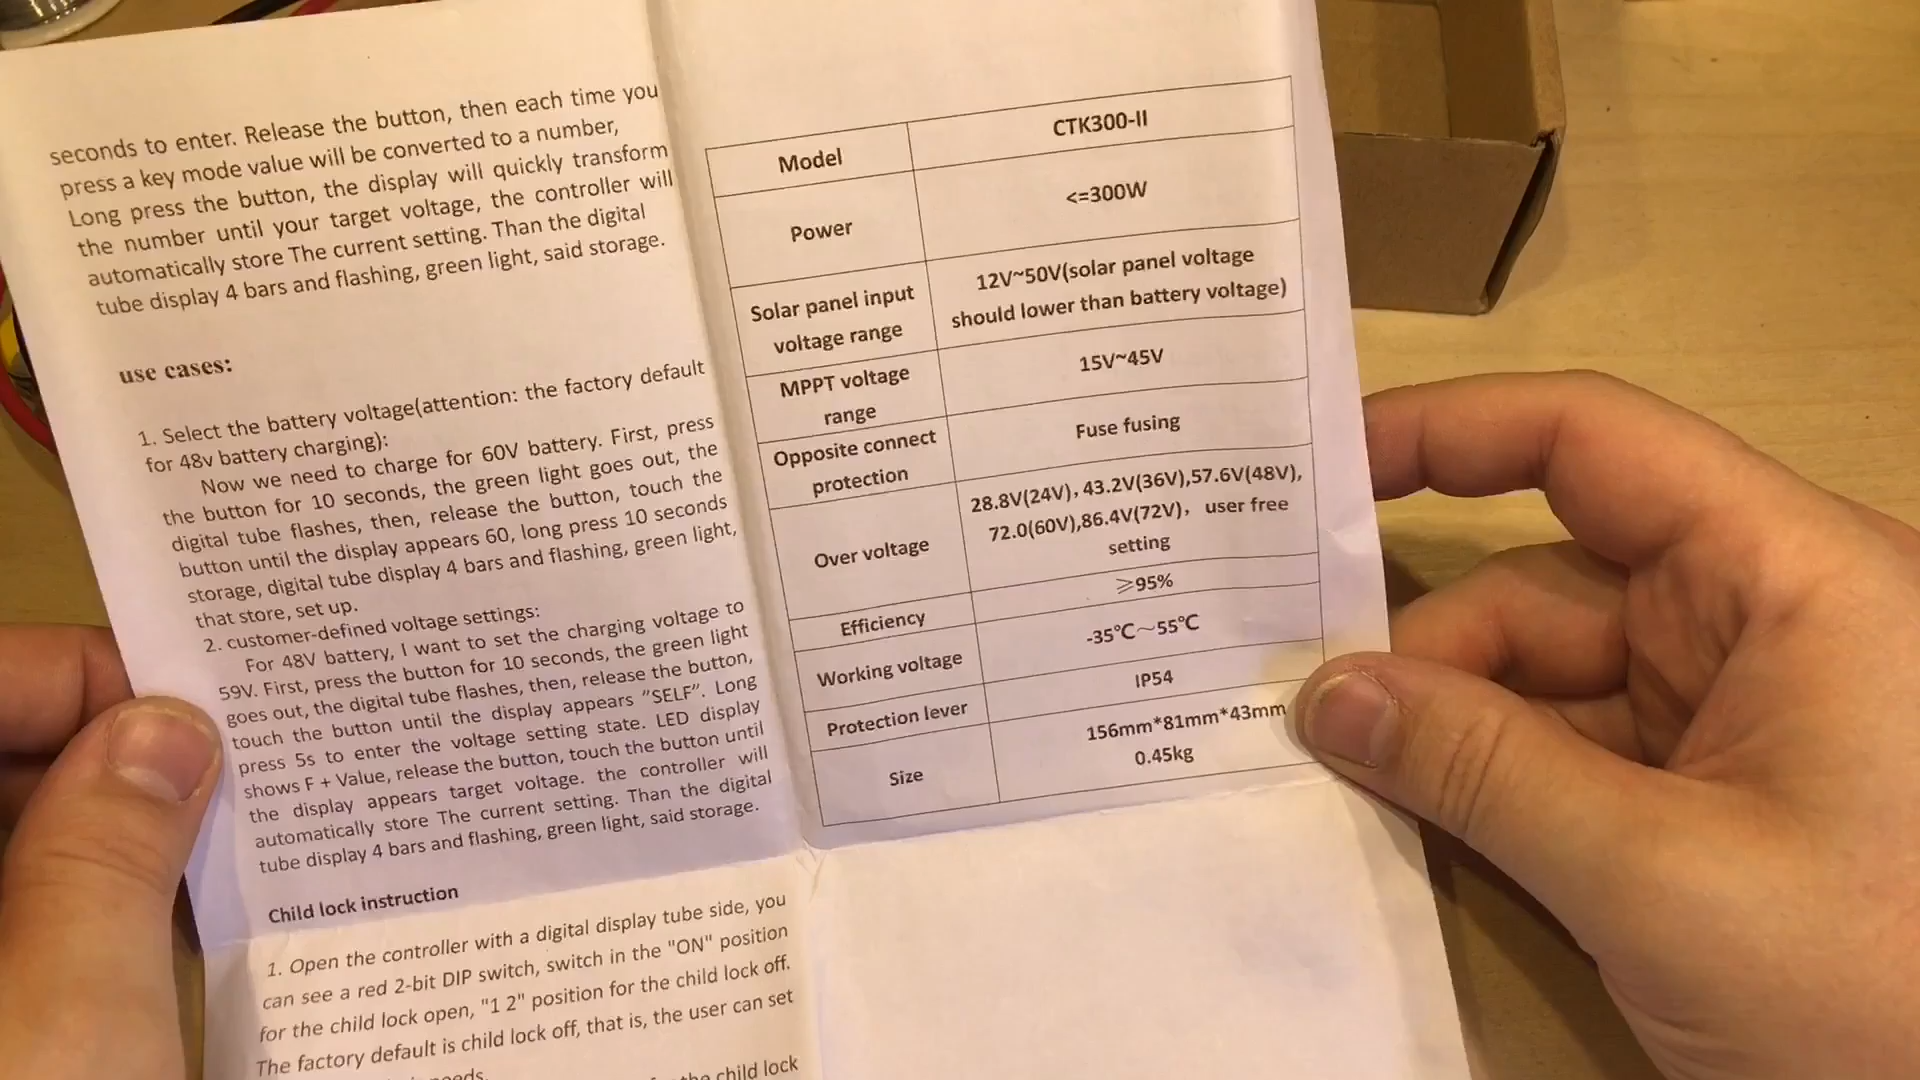 seconds to enter. Release the button, then each time you
press a key mode value will be converted to a number,
Long press the button, the display will quickly transform
the number until your target voltage, the controller will
automatically store The current setting. Than the digital
tube display 4 bars and flashing, green light, said storage.
use cases:
1. Select the battery voltage(attention: the factory default
for 48v battery charging):
Now we need to charge for 60V battery. First, press
the button for 10 seconds, the green light goes out, the
digital tube flashes, then, release the button, touch the
button until the display appears 60, long press 10 seconds
storage, digital tube display 4 bars and flashing, green light,
that store, set up.
2. customer-defined voltage settings:
For 48V battery, I want to set the charging voltage to
59V. First, press the button for 10 seconds, the green light
goes out, the digital tube flashes, then, release the button,
touch the button until the display appears "SELF". Long
press 5s to enter the voltage setting state. LED display
shows F + Value, release the button, touch the button until
the display appears target voltage. the controller will
automatically store The current setting. Than the digital
tube display 4 bars and flashing, green light, said storage.
Child lock instruction
1. Open the controller with a digital display tube side, you
can see a red 2-bit DIP switch, switch in the "ON" position
for the child lock open, "1 2" position for the child lock off.
The factory default is child lock off, that is, the user can set
the child lock
Model
CTK300-II
Power
<=300W
Solar panel input
voltage range
12V~50V(solar panel voltage
should lower than battery voltage)
MPPT voltage
range
15V~45V
Opposite connect
protection
Fuse fusing
Over voltage
28.8V(24V), 43.2V(36V),57.6V(48V),
72.0(60V),86.4V(72V), user free
setting
Efficiency
≥95%
Working voltage
-35℃~55℃
Protection lever
IP54
Size
156mm*81mm*43mm
0.45kg